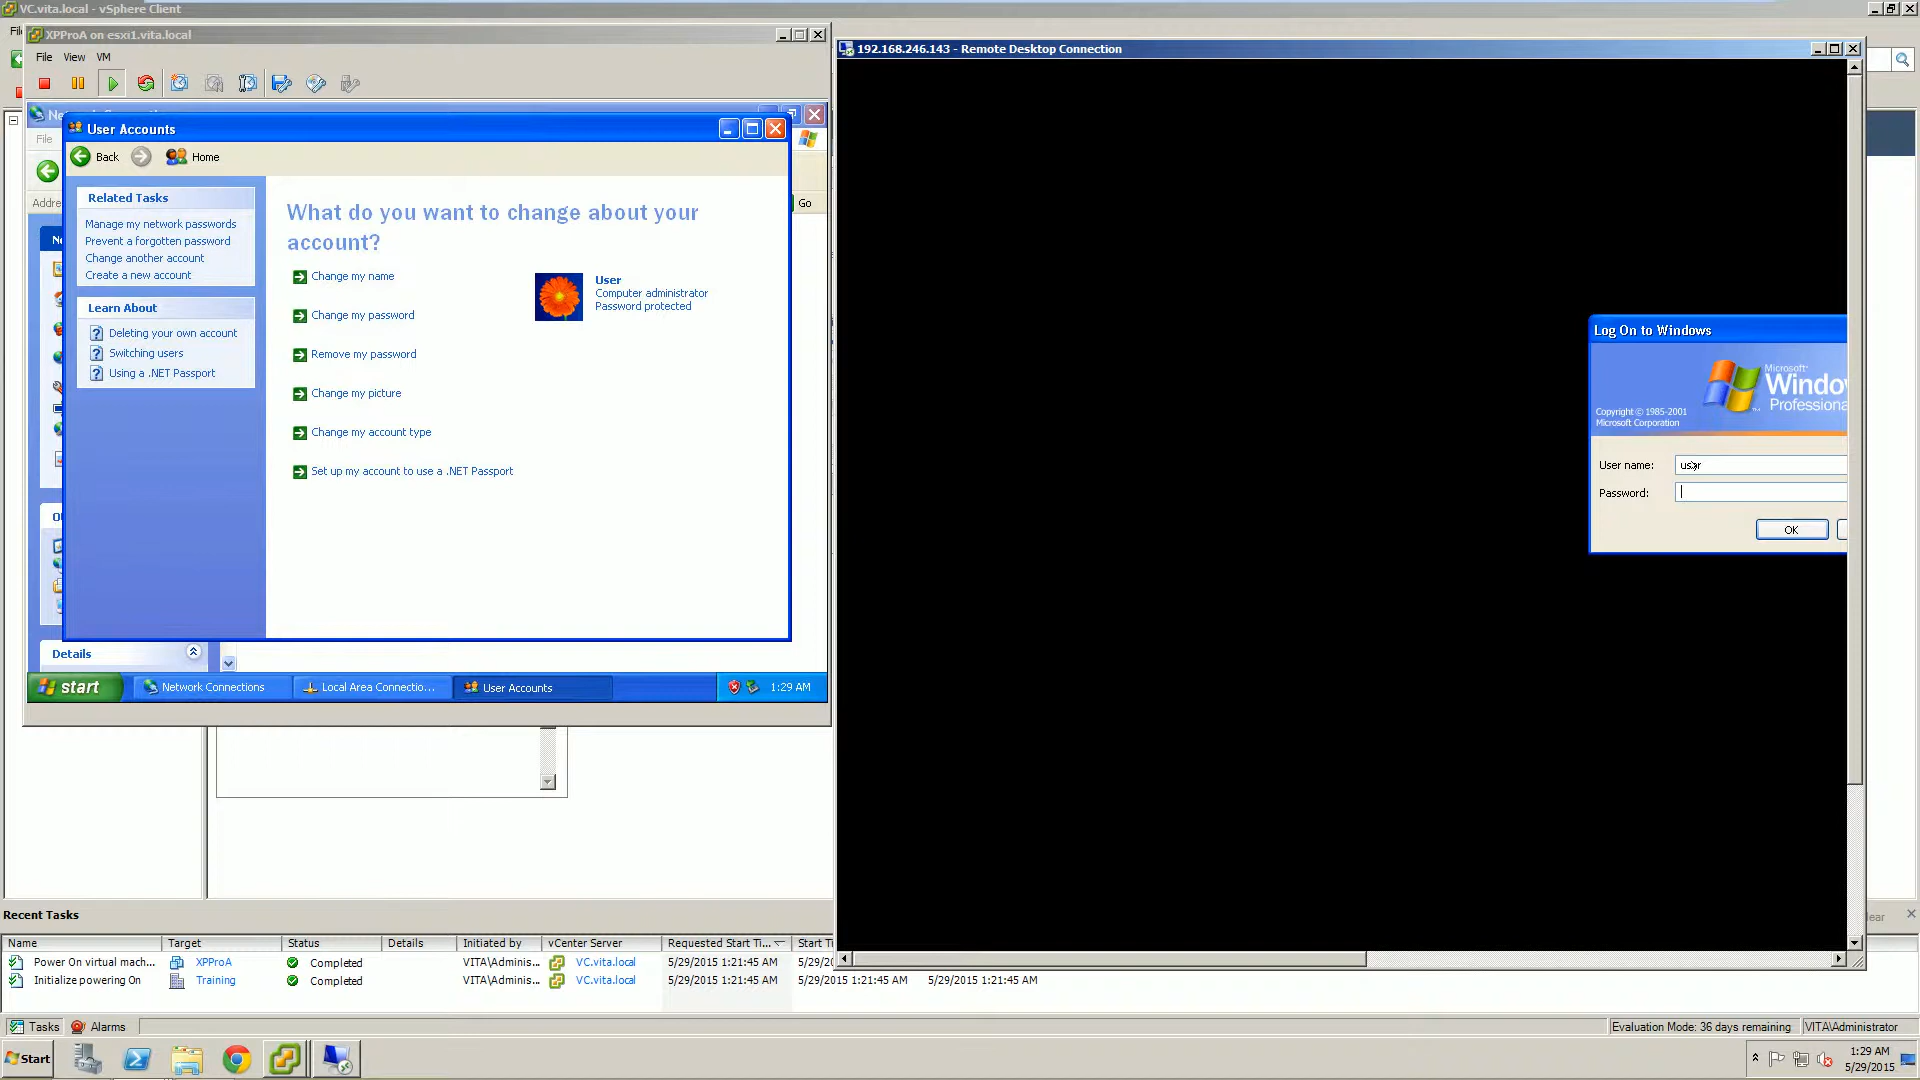 VC.vita.local - vSphere Client
XPProA on esxi1.vita.local
File View VM
User Accounts
Back Home
Related Tasks
Manage my network passwords
Prevent a forgotten password
Change another account
Create a new account
Learn About
Deleting your own account
Switching users
Using a .NET Passport
What do you want to change about your
account?
Change my name
Change my password
Remove my password
Change my picture
Change my account type
Set up my account to use a .NET Passport
User
Computer administrator
Password protected
File
Addre
Go
Details
start Network Connections Local Area Connectio... User Accounts 1:29 AM
192.168.246.143 - Remote Desktop Connection
Log On to Windows
Microsoft
Windo
Professiona
Copyright © 1985-2001
Microsoft Corporation
User name: user
Password:
OK
Recent Tasks
Name Target Status Details Initiated by vCenter Server Requested Start Ti... Start Ti
Power On virtual mach... XPProA Completed VITA\Adminis... VC.vita.local 5/29/2015 1:21:45 AM
Initialize powering On Training Completed VITA\Adminis... VC.vita.local 5/29/2015 1:21:45 AM 5/29/2015 1:21:45 AM 5/29/2015 1:21:45 AM
Tasks Alarms Evaluation Mode: 36 days remaining VITA\Administrator
Start 1:29 AM
5/29/2015